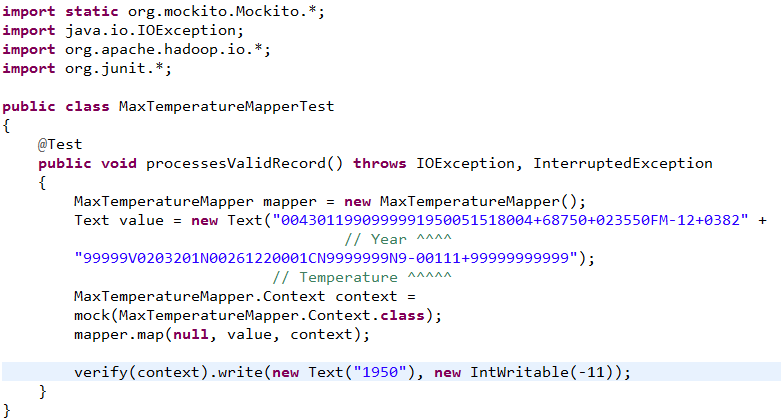 import static org.mockito.Mockito.*;
import java.io.IOException;
import org.apache.hadoop.io.*;
import org.junit.*;
public class MaxTemperatureMapperTest
{
@Test
public void processesValidRecord() throws IOException, InterruptedException
{
MaxTemperatureMapper mapper = new MaxTemperatureMapper();
Text value = new Text("0043011990999991950051518004+68750+023550FM-12+0382" +
// Year ^^^^
"99999V0203201N00261220001CN9999999N9-00111+99999999999");
// Temperature ^^^^^
MaxTemperatureMapper.Context context =
mock(MaxTemperatureMapper.Context.class);
mapper.map(null, value, context);
verify(context).write(new Text("1950"), new IntWritable(-11));
}
}